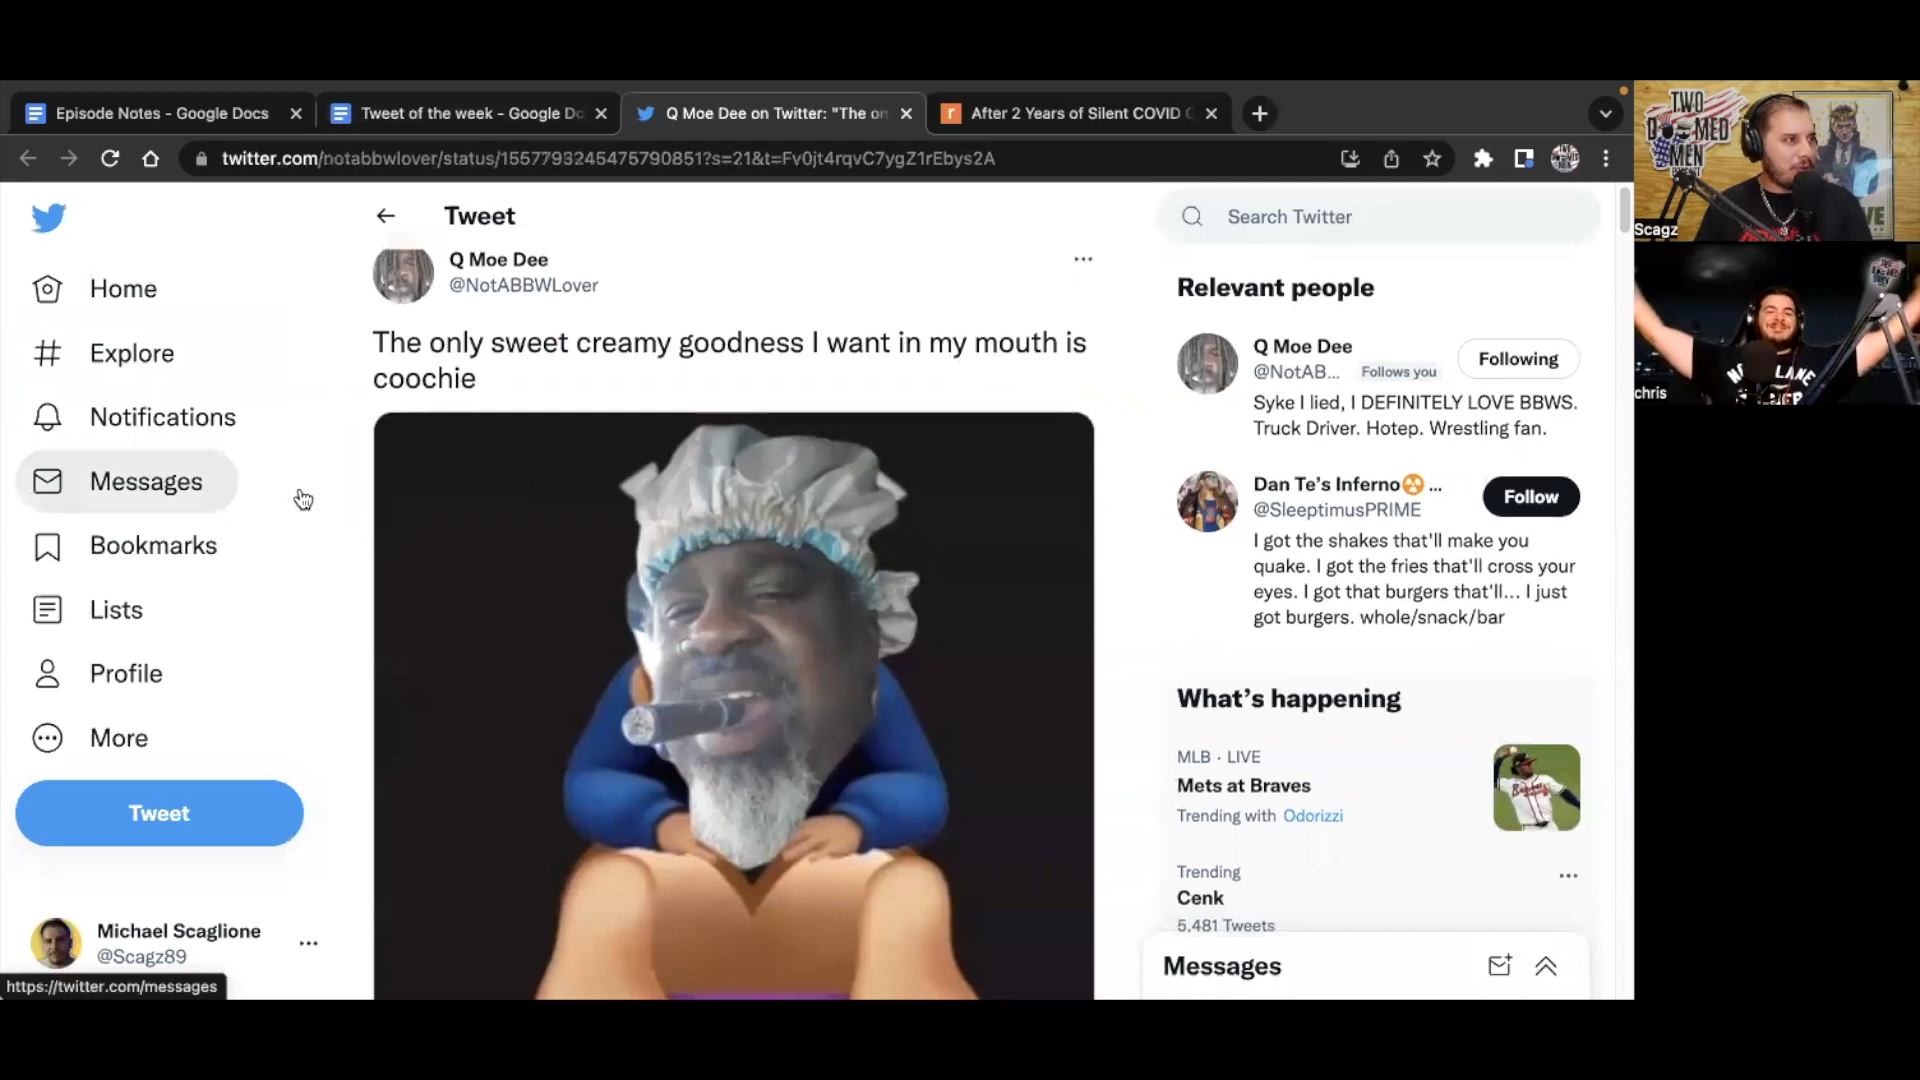 Episode Notes - Google Docs
Tweet of the week - Google Do
Q Moe Dee on Twitter: "The on
After 2 Years of Silent COVID
twitter.com/notabbwlover/status/1557793245475790851?s=21&t=Fv0jt4rqvC7ygZ1rEbys2A
Home
Explore
Notifications
Messages
Bookmarks
Lists
Profile
More
Tweet
Michael Scaglione
@Scagz89
https://twitter.com/messages
Tweet
Q Moe Dee
@NotABBWLover
The only sweet creamy goodness I want in my mouth is
coochie
Search Twitter
Relevant people
Q Moe Dee
@NotAB... Follows you
Following
Syke I lied, I DEFINITELY LOVE BBWS.
Truck Driver. Hotep. Wrestling fan.
Dan Te's Inferno☢️ ...
@SleeptimusPRIME
Follow
I got the shakes that'll make you
quake. I got the fries that'll cross your
eyes. I got that burgers that'll... I just
got burgers. whole/snack/bar
What's happening
MLB · LIVE
Mets at Braves
Trending with Odorizzi
Trending
Cenk
5,481 Tweets
Messages
TWO
MEN
Scagz
chris
LANE